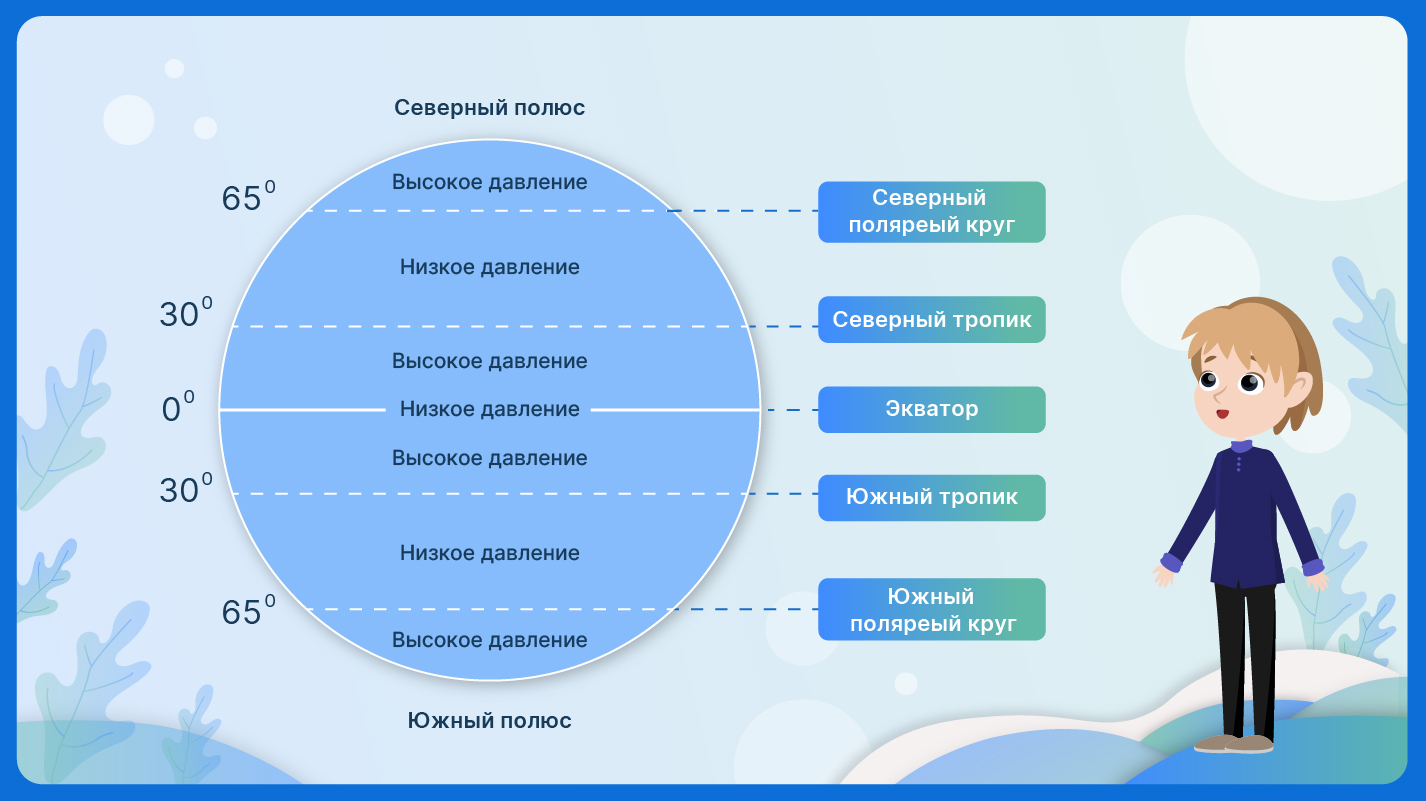 Северный полюс
65⁰
Высокое давление
Северный
поляреый круг
Низкое давление
30⁰
Северный тропик
Высокое давление
0⁰
Низкое давление
Экватор
Высокое давление
30⁰
Южный тропик
Низкое давление
65⁰
Южный
поляреый круг
Высокое давление
Южный полюс